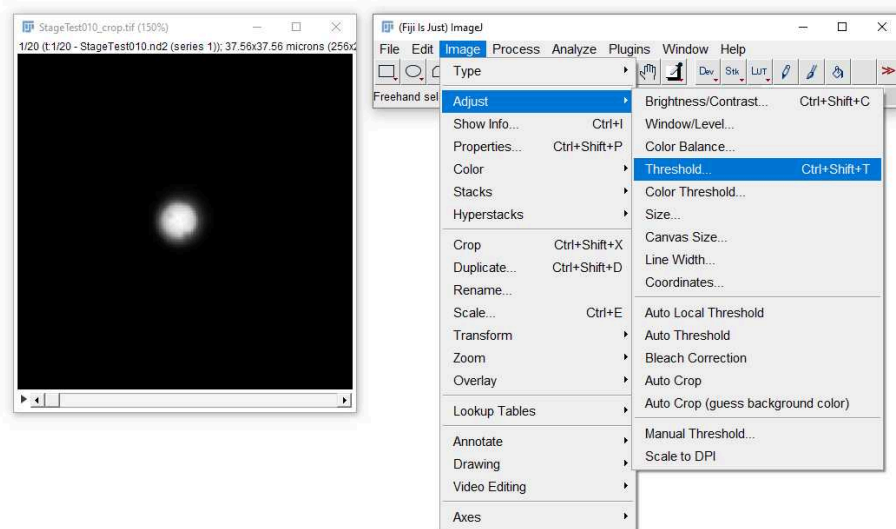 StageTest010_crop.tif (150%)
1/20 (t:1/20 - StageTest010.nd2 (series 1)); 37.56x37.56 microns (256x2
(Fiji Is Just) ImageJ
File Edit Image Process Analyze Plugins Window Help
Dev Stk LUT
Freehand sel
Type
Adjust
Show Info... Ctrl+I
Properties... Ctrl+Shift+P
Color
Stacks
Hyperstacks
Crop Ctrl+Shift+X
Duplicate... Ctrl+Shift+D
Rename...
Scale... Ctrl+E
Transform
Zoom
Overlay
Lookup Tables
Annotate
Drawing
Video Editing
Axes
Brightness/Contrast... Ctrl+Shift+C
Window/Level...
Color Balance...
Threshold... Ctrl+Shift+T
Color Threshold...
Size...
Canvas Size...
Line Width...
Coordinates...
Auto Local Threshold
Auto Threshold
Bleach Correction
Auto Crop
Auto Crop (guess background color)
Manual Threshold...
Scale to DPI